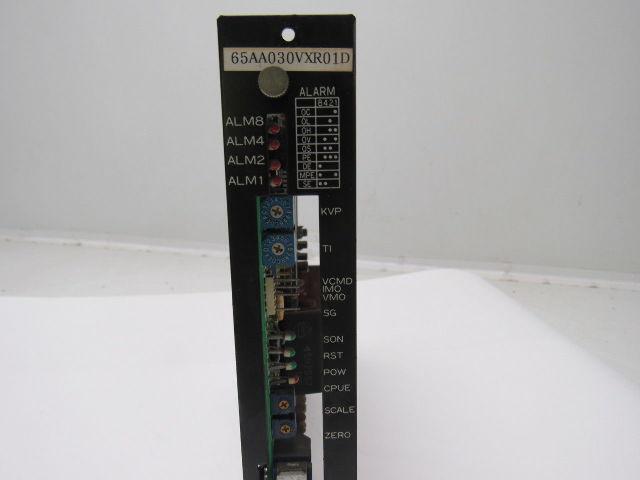 65AA030VXR01D
ALARM
8421
OC
OL
OH
OV
OS
PE
DE
MPE
SE
ALM8
ALM4
ALM2
ALM1
KVP
TI
VCMD
IMO
VMO
SG
SON
RST
POW
CPUE
SCALE
ZERO